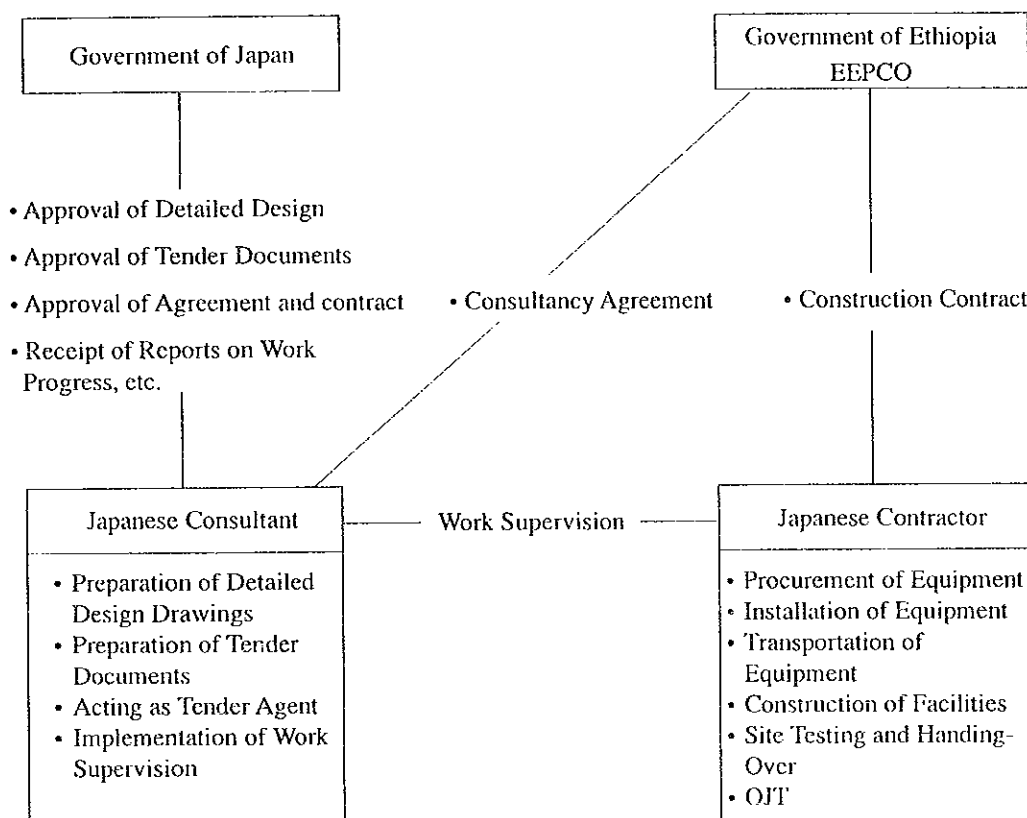 Government of Japan
Government of Ethiopia
EEPCO
• Approval of Detailed Design
• Approval of Tender Documents
• Approval of Agreement and contract
• Receipt of Reports on Work
Progress, etc.
• Consultancy Agreement
• Construction Contract
Japanese Consultant
• Preparation of Detailed
Design Drawings
• Preparation of Tender
Documents
• Acting as Tender Agent
• Implementation of Work
Supervision
Work Supervision
Japanese Contractor
• Procurement of Equipment
• Installation of Equipment
• Transportation of
Equipment
• Construction of Facilities
• Site Testing and Handing-
Over
• OJT